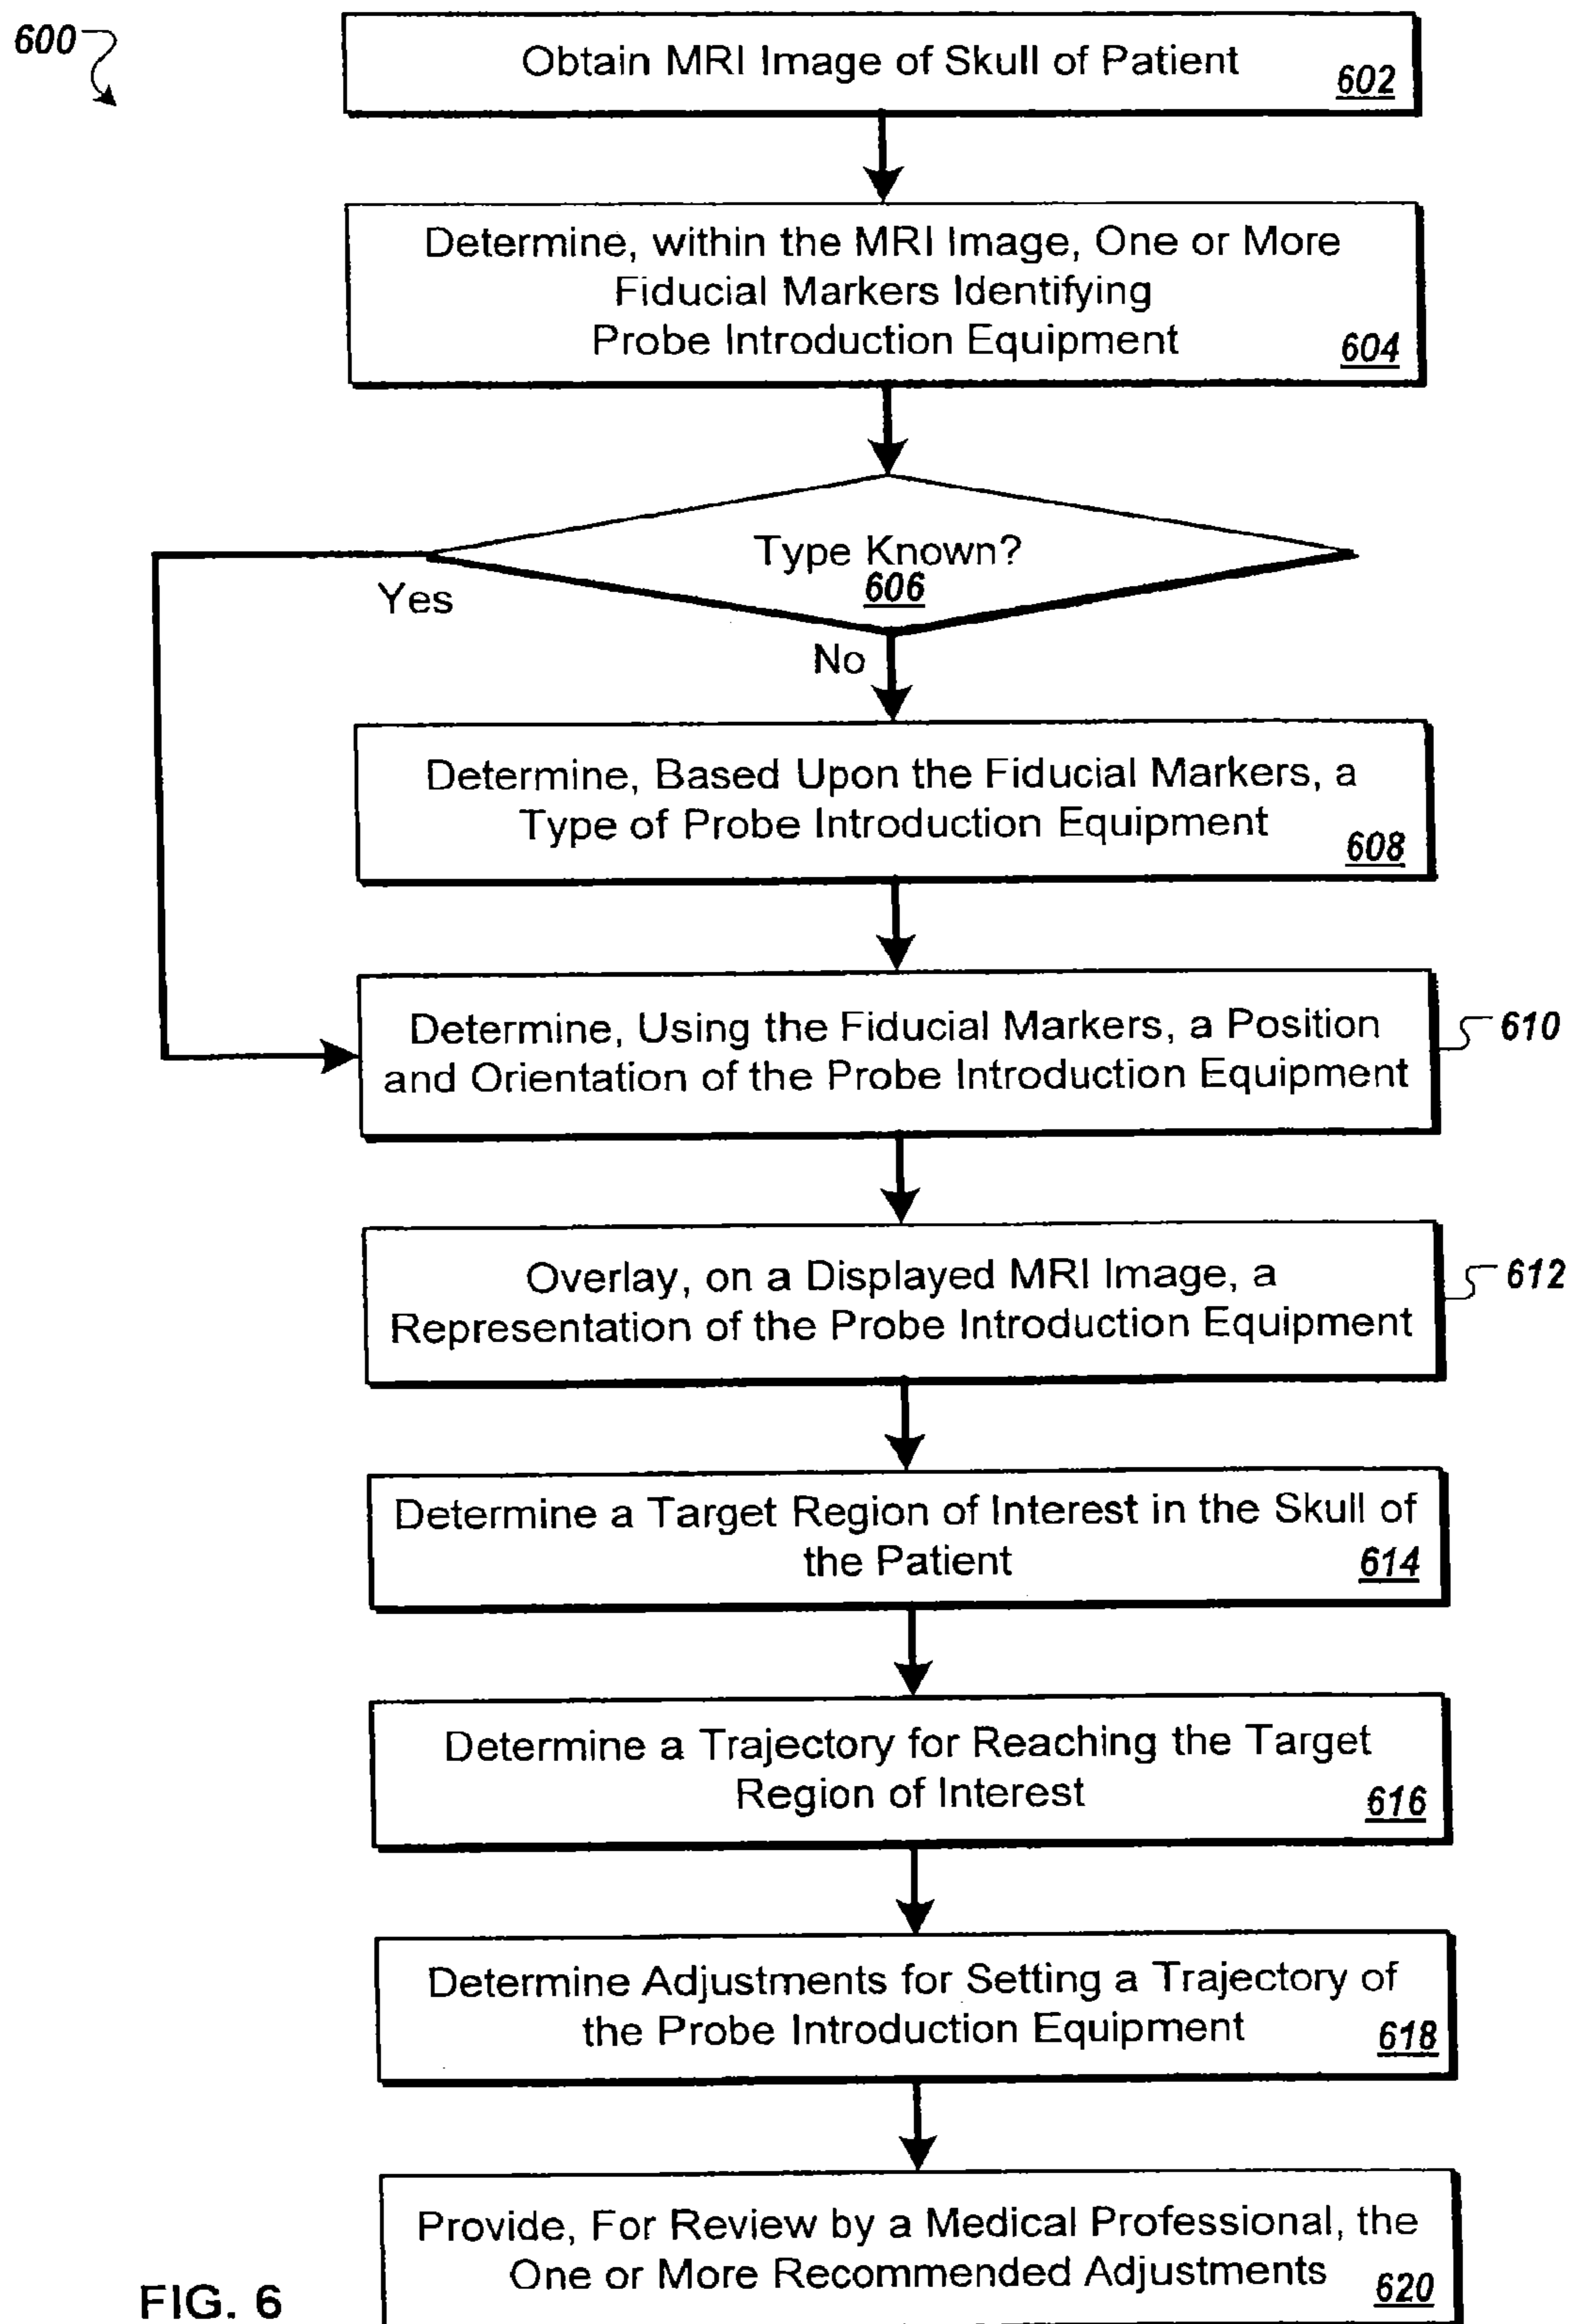 600
Obtain MRI Image of Skull of Patient
602
Determine, within the MRI Image, One or More
Fiducial Markers Identifying
Probe Introduction Equipment
604
Type Known?
606
Yes
No
Determine, Based Upon the Fiducial Markers, a
Type of Probe Introduction Equipment
608
Determine, Using the Fiducial Markers, a Position
and Orientation of the Probe Introduction Equipment
610
Overlay, on a Displayed MRI Image, a
Representation of the Probe Introduction Equipment
612
Determine a Target Region of Interest in the Skull of
the Patient
614
Determine a Trajectory for Reaching the Target
Region of Interest
616
Determine Adjustments for Setting a Trajectory of
the Probe Introduction Equipment
618
Provide, For Review by a Medical Professional, the
One or More Recommended Adjustments
620
FIG. 6